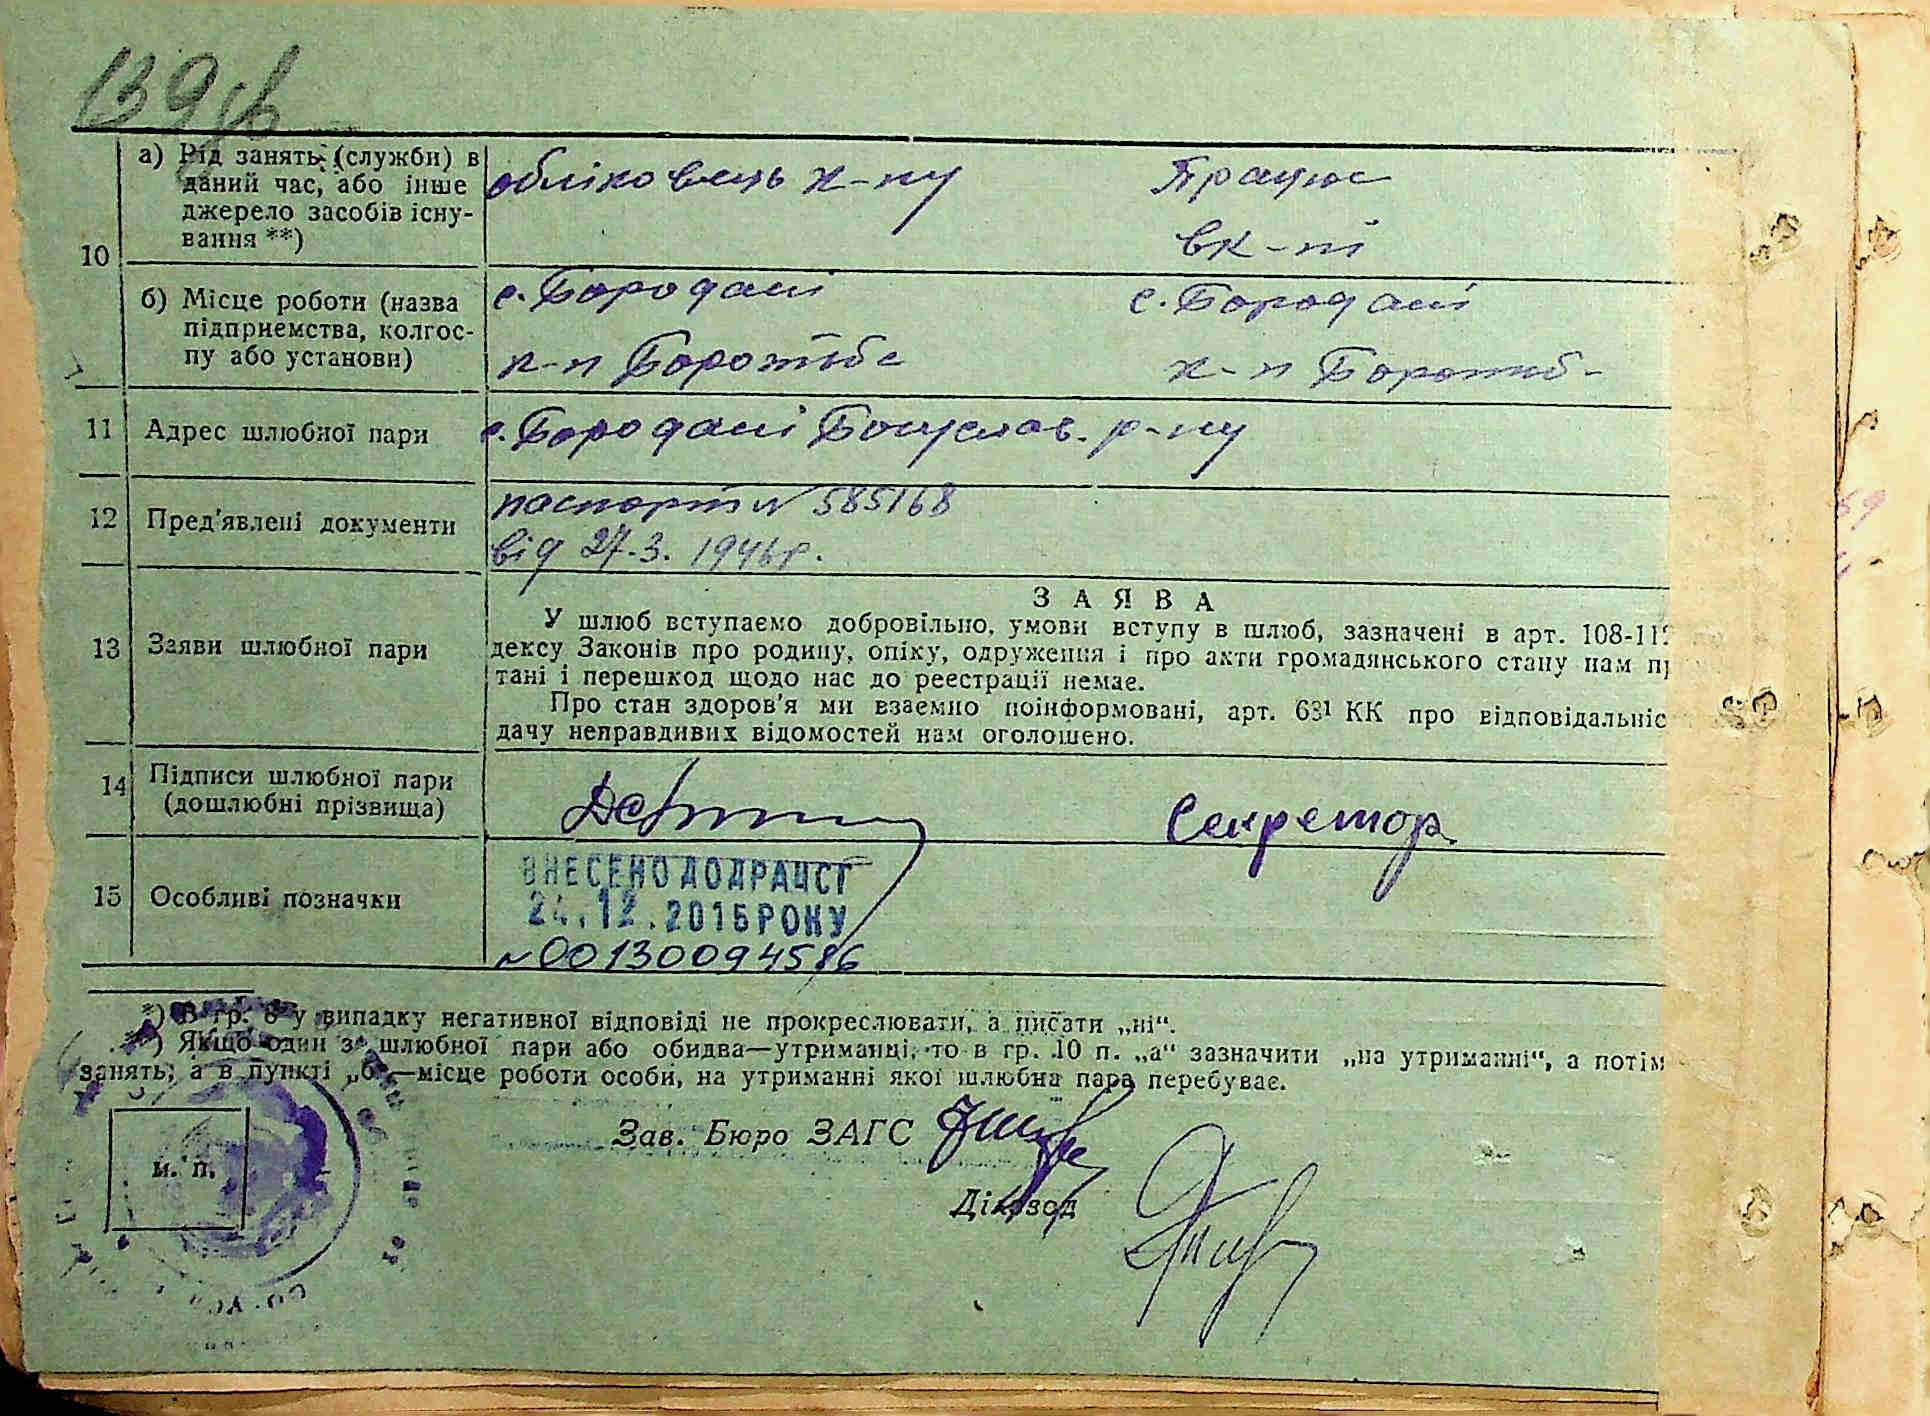 139
а) Рід занять (служби) в даний час, або інше джерело засобів існування **)
обліковець к-пу
Працює
в к-пі
10
б) Місце роботи (назва підприємства, колгоспу або установи)
с. Бородані
с. Бородані
к-п Боротьба
к-п Боротьб-
11 Адрес шлюбної пари
с. Бородані Богуслав. р-ну
12 Пред'явлені документи
паспорт № 585168
від 27.3. 1946р.
13 Заяви шлюбної пари
ЗАЯВА
У шлюб вступаємо добровільно, умови вступу в шлюб, зазначені в арт. 108-11
дексу Законів про родину, опіку, одруження і про акти громадянського стану нам п
тані і перешкод щодо нас до реєстрації немає.
Про стан здоров'я ми взаємно поінформовані, арт. 63¹ КК про відповідальніс
дачу неправдивих відомостей нам оголошено.
14 Підписи шлюбної пари (дошлюбні прізвища)
Секретор
15 Особливі позначки
ВНЕСЕНО ДО ДРАЦСГ
24.12.2015 РОКУ
№ 00130094586
*) В гр. 8 у випадку негативної відповіді не прокреслювати, а писати „ні“.
**) Якщо один з шлюбної пари або обидва—утриманці, то в гр. 10 п. „а“ зазначити „на утриманні“, а потім
занять; а в пункті „б“—місце роботи особи, на утриманні якої шлюбна пара перебуває.
Зав. Бюро ЗАГС
м. п.
Діловод